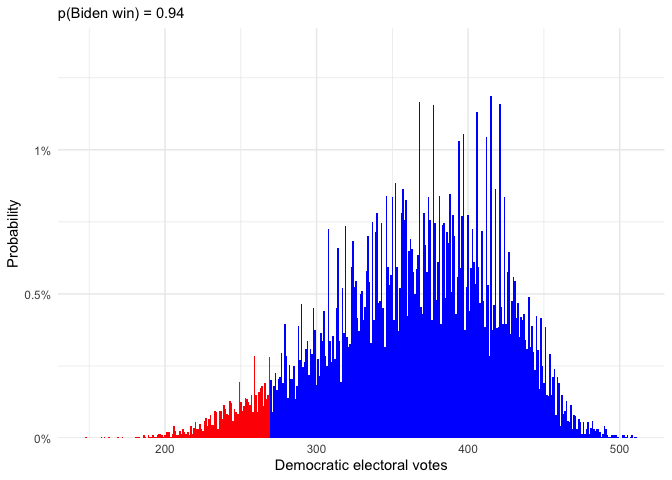 p(Biden win) = 0.94
Probability
1%
0.5%
0%
200
300
400
500
Democratic electoral votes